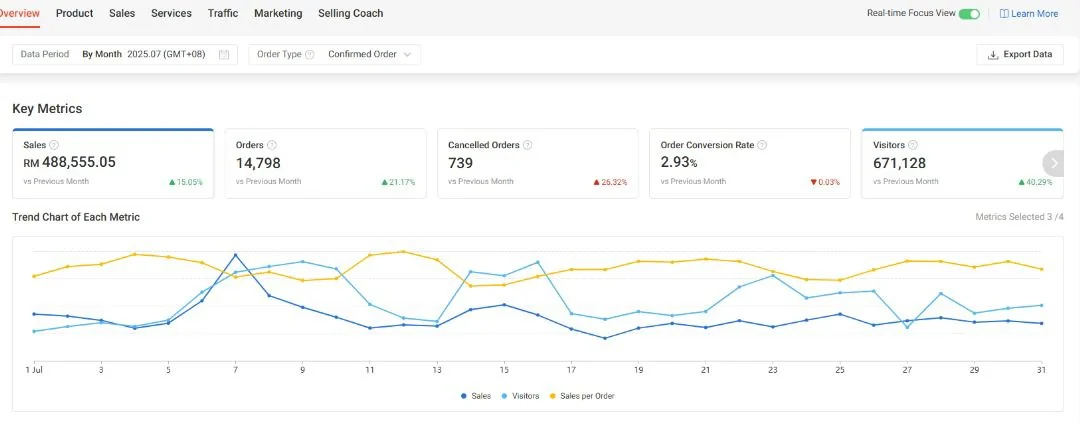 Overview Product Sales Services Traffic Marketing Selling Coach Real-time Focus View Learn More
Data Period By Month 2025.07 (GMT+08) Order Type ? Confirmed Order Export Data
Key Metrics
Sales ? Orders ? Cancelled Orders ? Order Conversion Rate ? Visitors ?
RM 488,555.05 14,798 739 2.93% 671,128
vs Previous Month ▲15.05% vs Previous Month ▲21.17% vs Previous Month ▲26.32% vs Previous Month ▼0.03% vs Previous Month ▲40.29%
Trend Chart of Each Metric Metrics Selected 3 /4
1 Jul 3 5 7 9 11 13 15 17 19 21 23 25 27 29 31
Sales Visitors Sales per Order